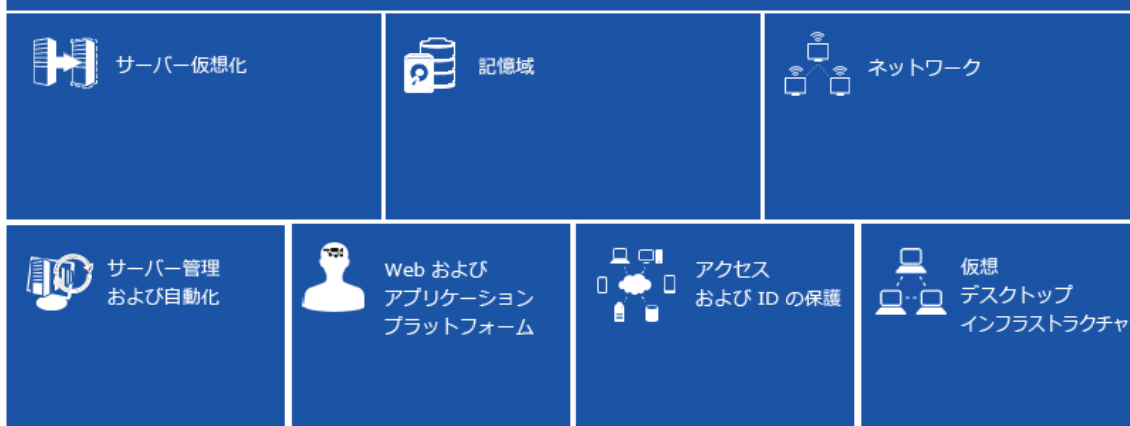 サーバー仮想化
記憶域
ネットワーク
サーバー管理
および自動化
Web および
アプリケーション
プラットフォーム
アクセス
および ID の保護
仮想
デスクトップ
インフラストラクチャ